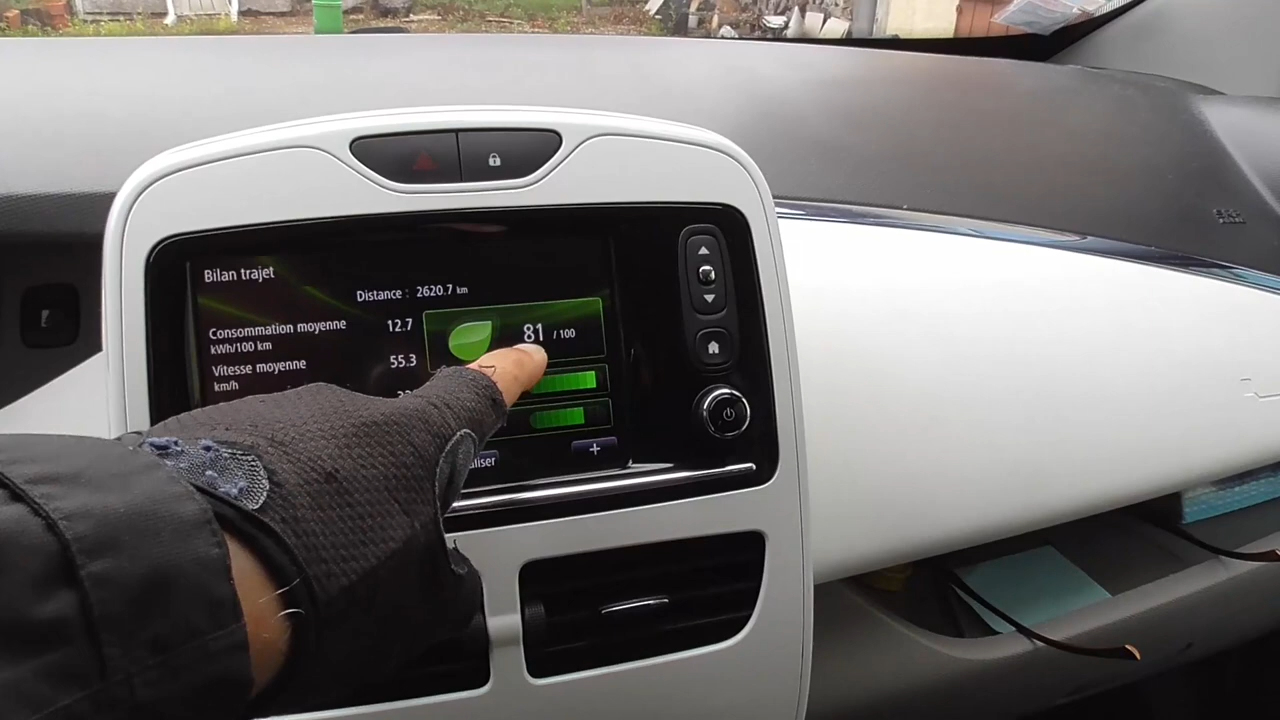 Bilan trajet
Distance : 2620.7 km
Consommation moyenne 12.7
kWh/100 km
81 / 100
Vitesse moyenne 55.3
km/h
+